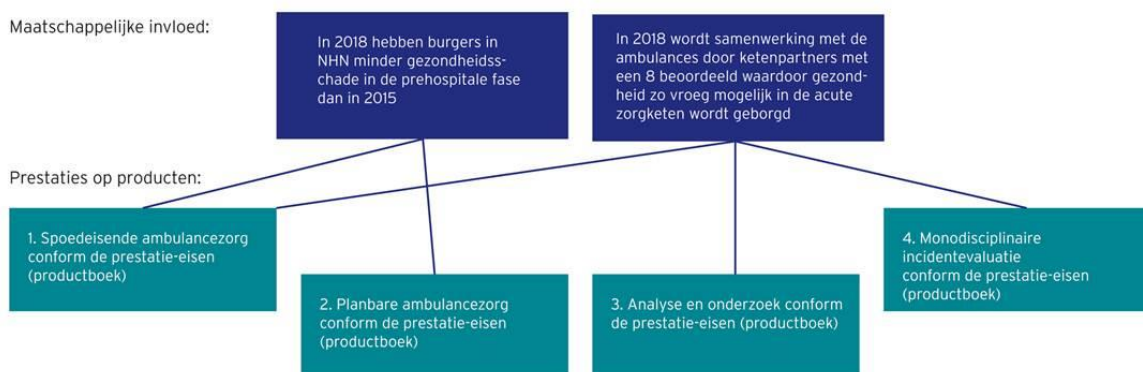 Maatschappelijke invloed:
In 2018 hebben burgers in
NHN minder gezondheidss-
chade in de prehospitale fase
dan in 2015
In 2018 wordt samenwerking met de
ambulances door ketenpartners met
een 8 beoordeeld waardoor gezond-
heid zo vroeg mogelijk in de acute
zorgketen wordt geborgd
Prestaties op producten:
1. Spoedeisende ambulancezorg
conform de prestatie-eisen
(productboek)
2. Planbare ambulancezorg
conform de prestatie-eisen
(productboek)
3. Analyse en onderzoek conform
de prestatie-eisen (productboek)
4. Monodisciplinaire
incidentevaluatie
conform de prestatie-eisen
(productboek)